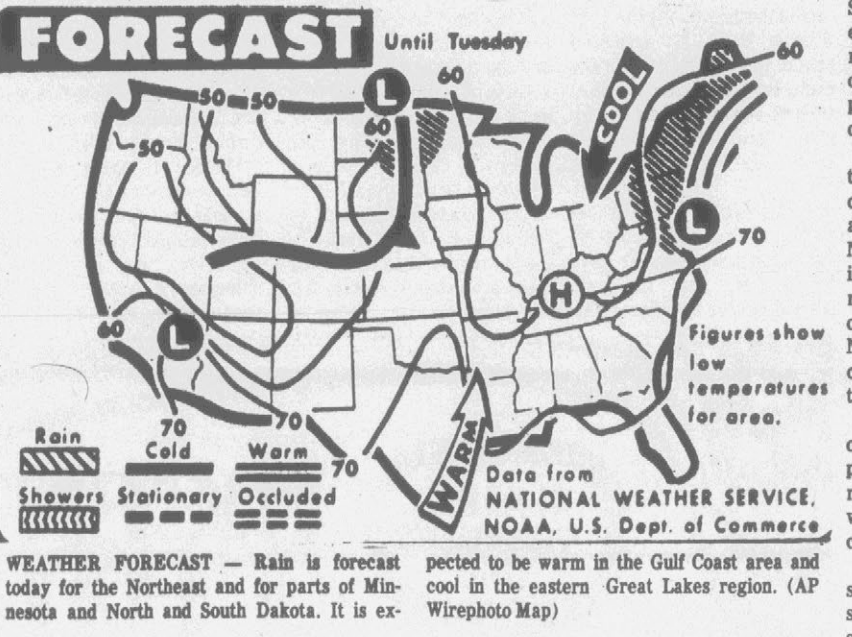 FORECAST Until Tuesday
50 50 L 60 60
60 COOL
50
L
70
H
60 L
Figures show
low
temperatures
for area.
70 70 70
WARM
Rain
Cold Warm
Showers Stationary Occluded
Data from
NATIONAL WEATHER SERVICE,
NOAA, U.S. Dept. of Commerce
WEATHER FORECAST — Rain is forecast
today for the Northeast and for parts of Min-
nesota and North and South Dakota. It is ex-
pected to be warm in the Gulf Coast area and
cool in the eastern Great Lakes region. (AP
Wirephoto Map)